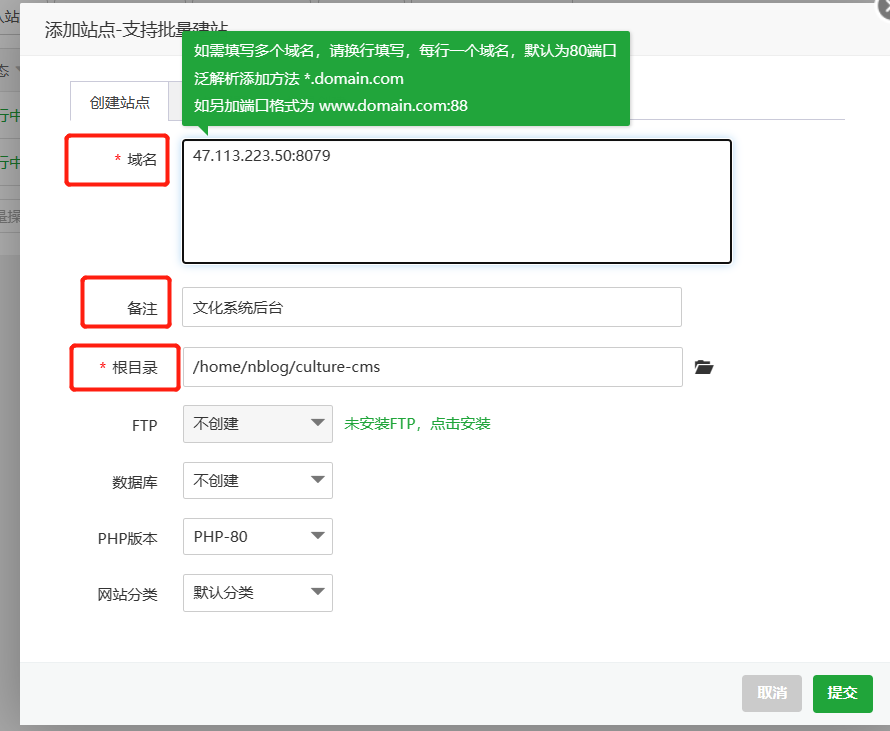 添加站点-支持批量建站
如需填写多个域名，请换行填写，每行一个域名，默认为80端口
泛解析添加方法 *.domain.com
如另加端口格式为 www.domain.com:88
创建站点
* 域名
47.113.223.50:8079
备注
文化系统后台
* 根目录
/home/nblog/culture-cms
FTP
不创建
未安装FTP，点击安装
数据库
不创建
PHP版本
PHP-80
网站分类
默认分类
取消
提交